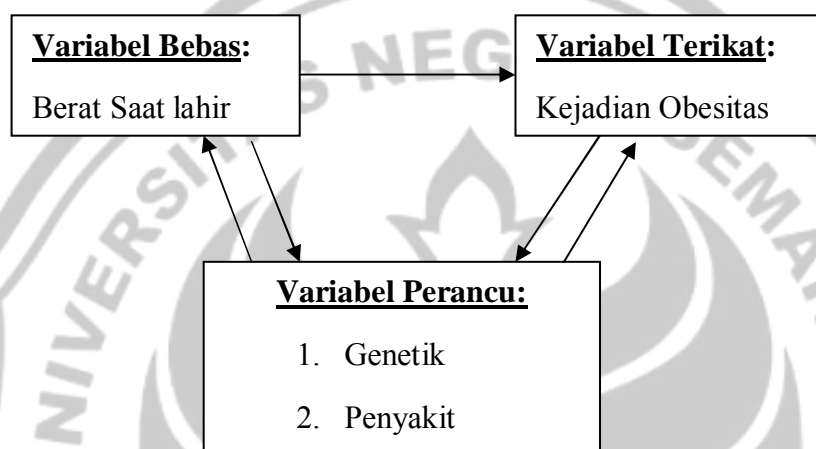 Variabel Bebas:
Berat Saat lahir
Variabel Terikat:
Kejadian Obesitas
Variabel Perancu:
1. Genetik
2. Penyakit